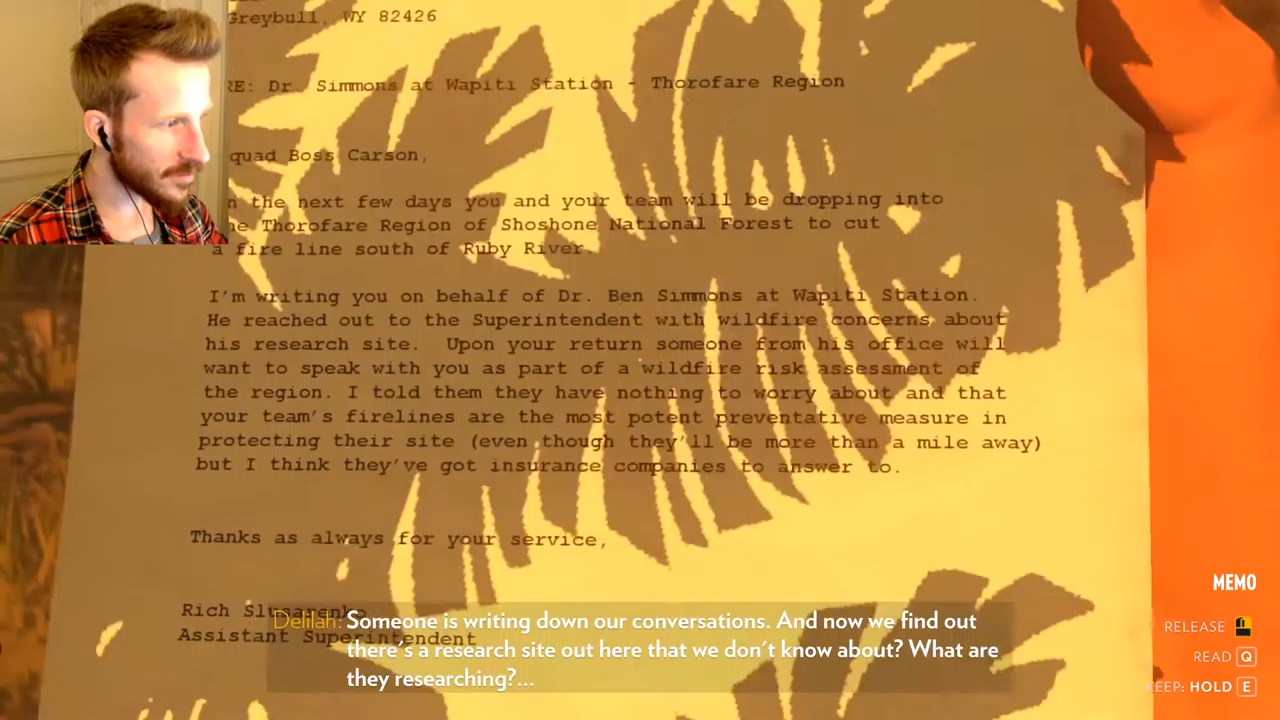 Greybull, WY 82426
RE: Dr. Simmons at Wapiti Station - Thorofare Region
quad Boss Carson,
n the next few days you and your team will be dropping into
he Thorofare Region of Shoshone National Forest to cut
a fire line south of Ruby River.
I'm writing you on behalf of Dr. Ben Simmons at Wapiti Station.
He reached out to the Superintendent with wildfire concerns about
his research site. Upon your return someone from his office will
want to speak with you as part of a wildfire risk assessment of
the region. I told them they have nothing to worry about and that
your team's firelines are the most potent preventative measure in
protecting their site (even though they'll be more than a mile away)
but I think they've got insurance companies to answer to.
Thanks as always for your service,
Rich Slusarenko
Assistant Superintendent
Delilah: Someone is writing down our conversations. And now we find out
there's a research site out here that we don't know about? What are
they researching?...
MEMO
RELEASE
READ Q
KEEP: HOLD E